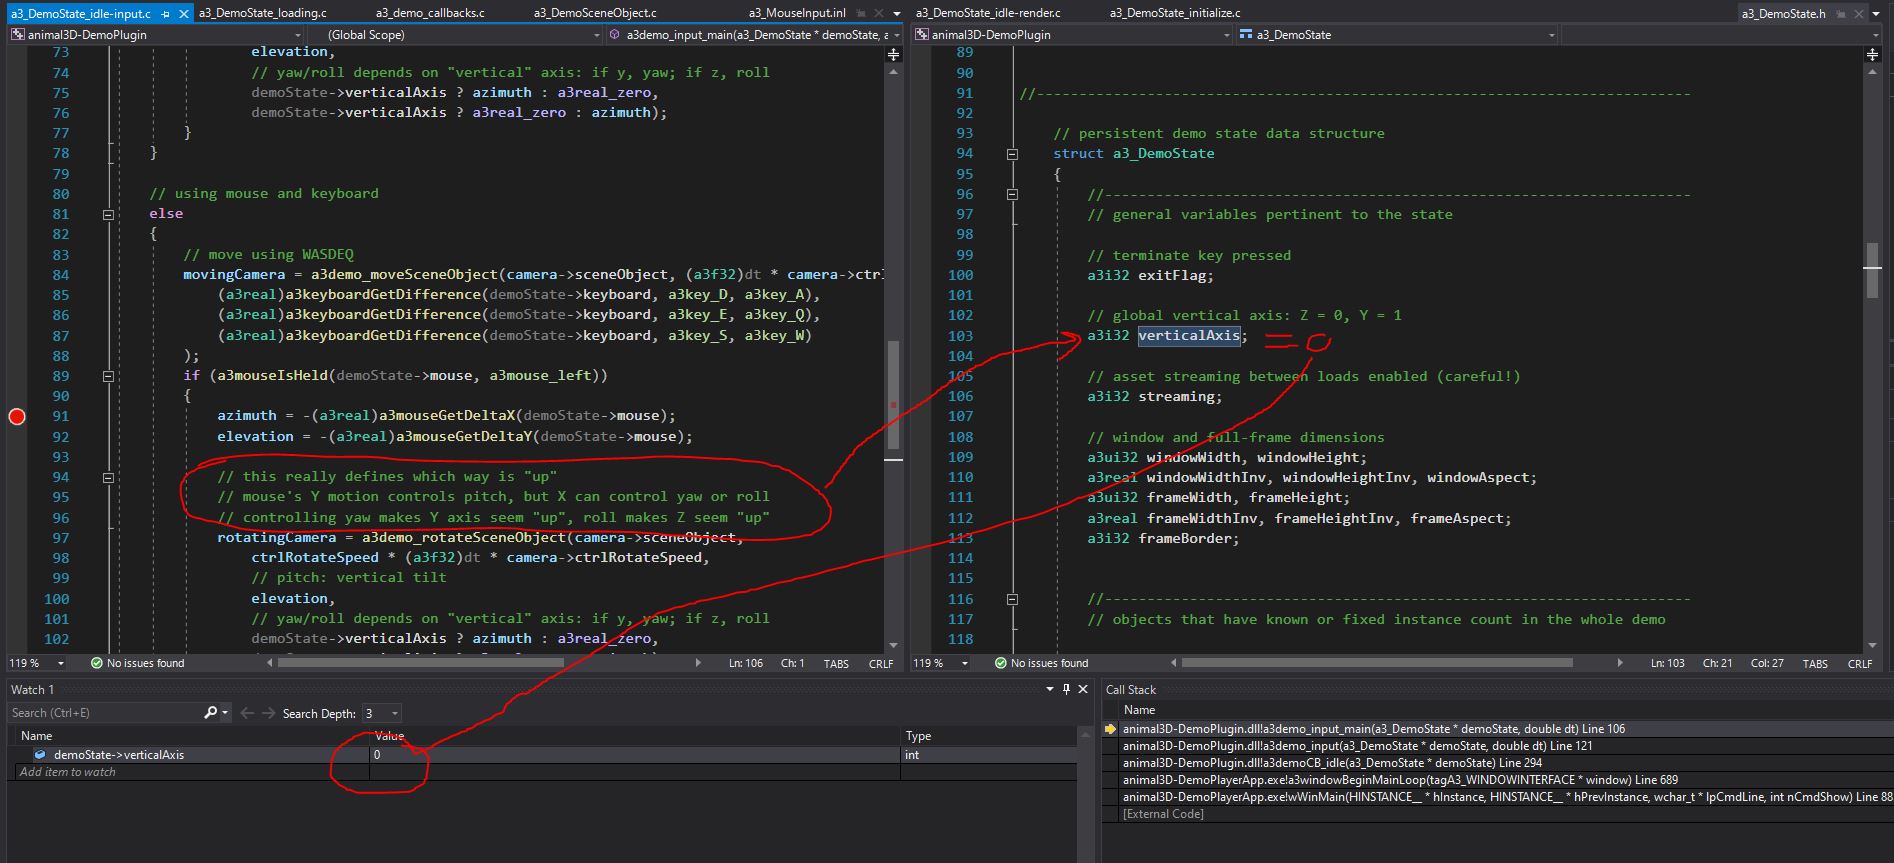 a3_DemoState_idle-input.c
a3_DemoState_loading.c
a3_demo_callbacks.c
a3_DemoSceneObject.c
a3_MouseInput.inl
animal3D-DemoPlugin
(Global Scope)
a3demo_input_main(a3_DemoState * demoState, a
73 elevation,
74 // yaw/roll depends on "vertical" axis: if y, yaw; if z, roll
75 demoState->verticalAxis ? azimuth : a3real_zero,
76 demoState->verticalAxis ? a3real_zero : azimuth);
77 }
78 }
79
80 // using mouse and keyboard
81 else
82 {
83 // move using WASDEQ
84 movingCamera = a3demo_moveSceneObject(camera->sceneObject, (a3f32)dt * camera->ctrl
85 (a3real)a3keyboardGetDifference(demoState->keyboard, a3key_D, a3key_A),
86 (a3real)a3keyboardGetDifference(demoState->keyboard, a3key_E, a3key_Q),
87 (a3real)a3keyboardGetDifference(demoState->keyboard, a3key_S, a3key_W)
88 );
89 if (a3mouseIsHeld(demoState->mouse, a3mouse_left))
90 {
91 azimuth = -(a3real)a3mouseGetDeltaX(demoState->mouse);
92 elevation = -(a3real)a3mouseGetDeltaY(demoState->mouse);
93
94 // this really defines which way is "up"
95 // mouse's Y motion controls pitch, but X can control yaw or roll
96 // controlling yaw makes Y axis seem "up", roll makes Z seem "up"
97 rotatingCamera = a3demo_rotateSceneObject(camera->sceneObject,
98 ctrlRotateSpeed * (a3f32)dt * camera->ctrlRotateSpeed,
99 // pitch: vertical tilt
100 elevation,
101 // yaw/roll depends on "vertical" axis: if y, yaw; if z, roll
102 demoState->verticalAxis ? azimuth : a3real_zero,
119 %
No issues found
Ln: 106
Ch: 1
TABS
CRLF
a3_DemoState_idle-render.c
a3_DemoState_initialize.c
a3_DemoState.h
animal3D-DemoPlugin
a3_DemoState
89
90
91 //------------------------------------------------------------------------------
92
93 // persistent demo state data structure
94 struct a3_DemoState
95 {
96 //----------------------------------------------------------------------
97 // general variables pertinent to the state
98
99 // terminate key pressed
100 a3i32 exitFlag;
101
102 // global vertical axis: Z = 0, Y = 1
103 a3i32 verticalAxis; = 0
104
105 // asset streaming between loads enabled (careful!)
106 a3i32 streaming;
107
108 // window and full-frame dimensions
109 a3ui32 windowWidth, windowHeight;
110 a3real windowWidthInv, windowHeightInv, windowAspect;
111 a3ui32 frameWidth, frameHeight;
112 a3real frameWidthInv, frameHeightInv, frameAspect;
113 a3i32 frameBorder;
114
115
116 //----------------------------------------------------------------------
117 // objects that have known or fixed instance count in the whole demo
118
119 %
No issues found
Ln: 103
Ch: 21
Col: 27
TABS
CRLF
Watch 1
Search (Ctrl+E)
Search Depth: 3
Name Value Type
demoState->verticalAxis 0 int
Add item to watch
Call Stack
Name
animal3D-DemoPlugin.dll!a3demo_input_main(a3_DemoState * demoState, double dt) Line 106
animal3D-DemoPlugin.dll!a3demo_input(a3_DemoState * demoState, double dt) Line 121
animal3D-DemoPlugin.dll!a3demoCB_idle(a3_DemoState * demoState) Line 294
animal3D-DemoPlayerApp.exe!a3windowBeginMainLoop(tagA3_WINDOWINTERFACE * window) Line 689
animal3D-DemoPlayerApp.exe!wWinMain(HINSTANCE__ * hInstance, HINSTANCE__ * hPrevInstance, wchar_t * lpCmdLine, int nCmdShow) Line 88
[External Code]